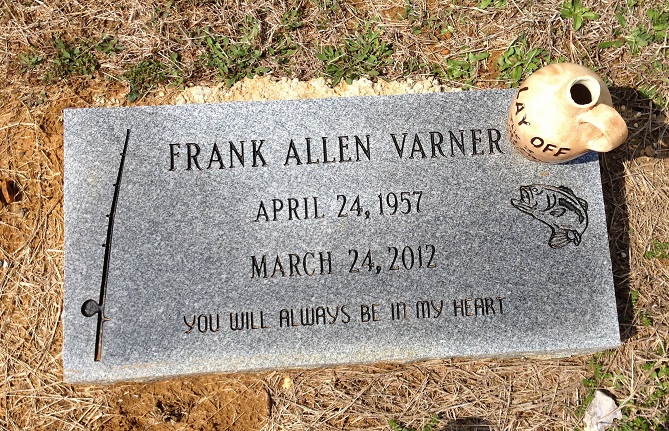 FRANK ALLEN VARNER
APRIL 24, 1957
MARCH 24, 2012
YOU WILL ALWAYS BE IN MY HEART
LAY OFF